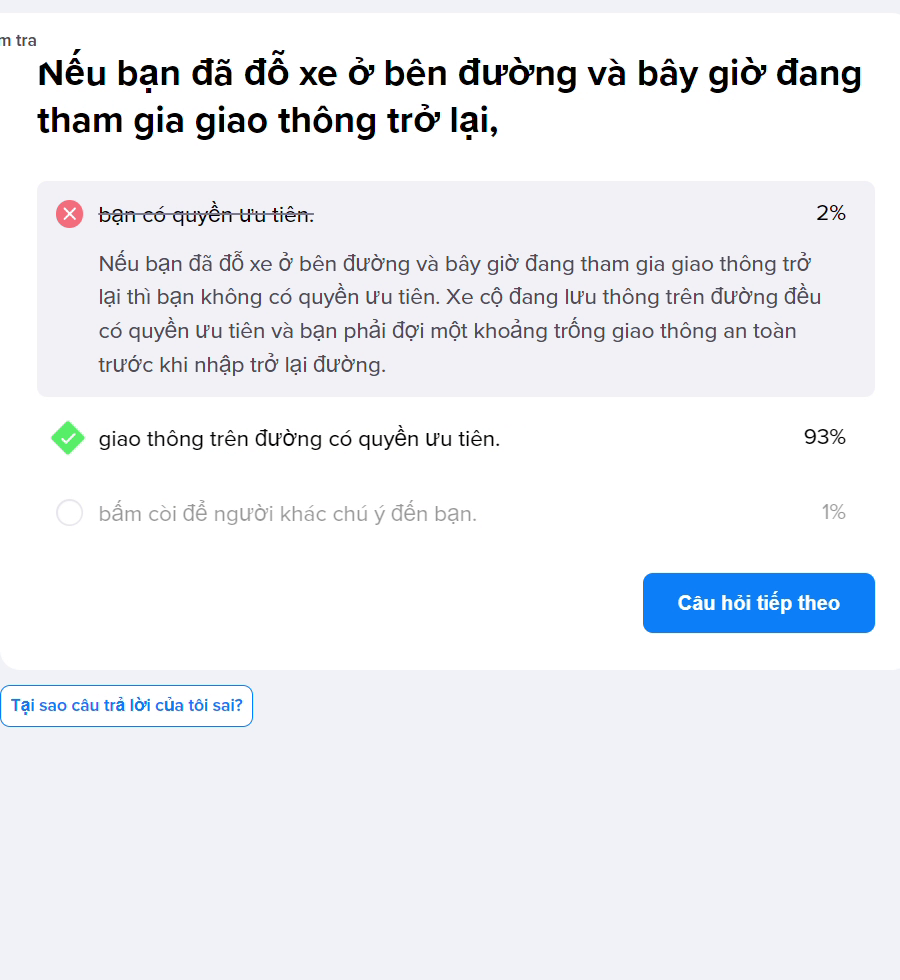 m tra
Nếu bạn đã đỗ xe ở bên đường và bây giờ đang
tham gia giao thông trở lại,
bạn có quyền ưu tiên.
2%
Nếu bạn đã đỗ xe ở bên đường và bây giờ đang tham gia giao thông trở
lại thì bạn không có quyền ưu tiên. Xe cộ đang lưu thông trên đường đều
có quyền ưu tiên và bạn phải đợi một khoảng trống giao thông an toàn
trước khi nhập trở lại đường.
giao thông trên đường có quyền ưu tiên.
93%
bấm còi để người khác chú ý đến bạn.
1%
Câu hỏi tiếp theo
Tại sao câu trả lời của tôi sai?